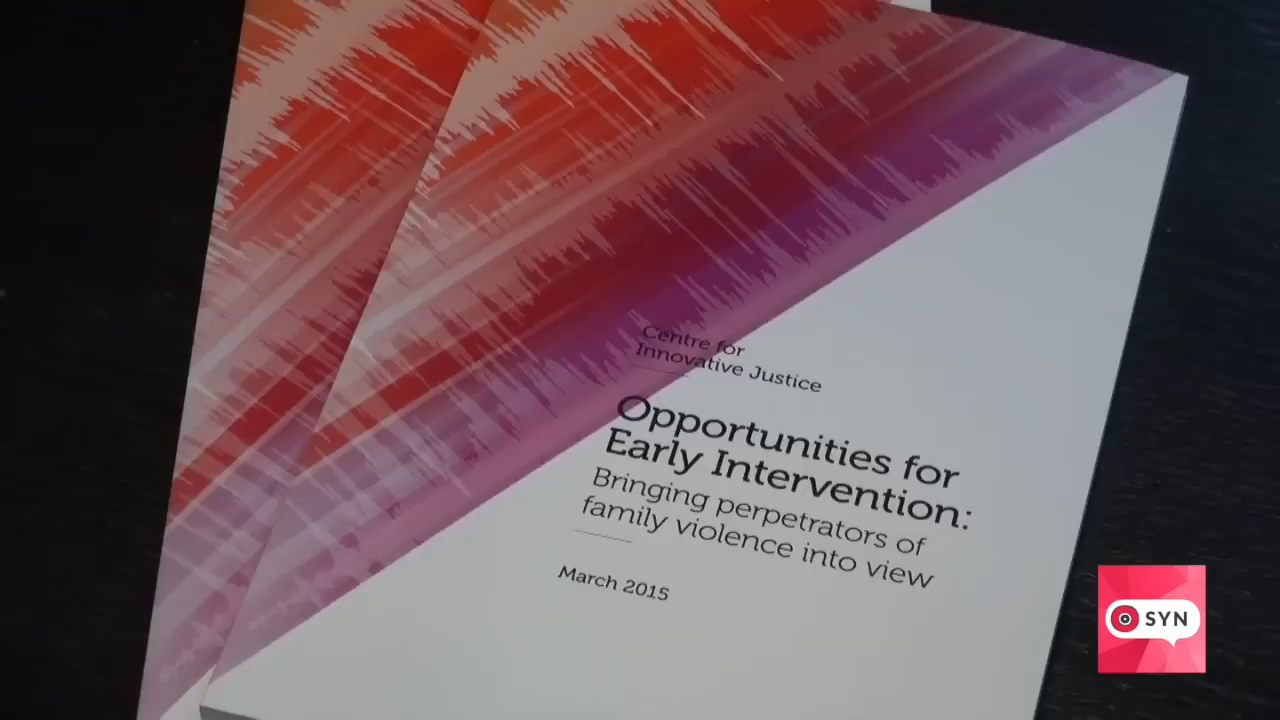 Centre for
Innovative Justice
Opportunities for
Early Intervention:
Bringing perpetrators of
family violence into view
March 2015
SYN